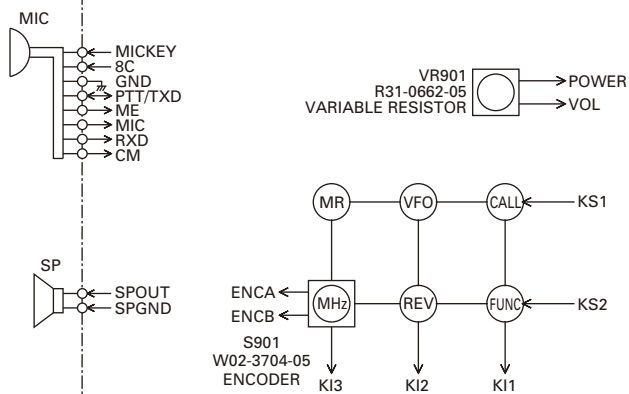 MIC
MICKEY
8C
GND
PTT/TXD
ME
MIC
RXD
CM
VR901
R31-0662-05
VARIABLE RESISTOR
POWER
VOL
MR
VFO
CALL
KS1
SP
SPOUT
SPGND
ENCA
ENCB
MHz
REV
FUNC
KS2
S901
W02-3704-05
ENCODER
KI3
KI2
KI1